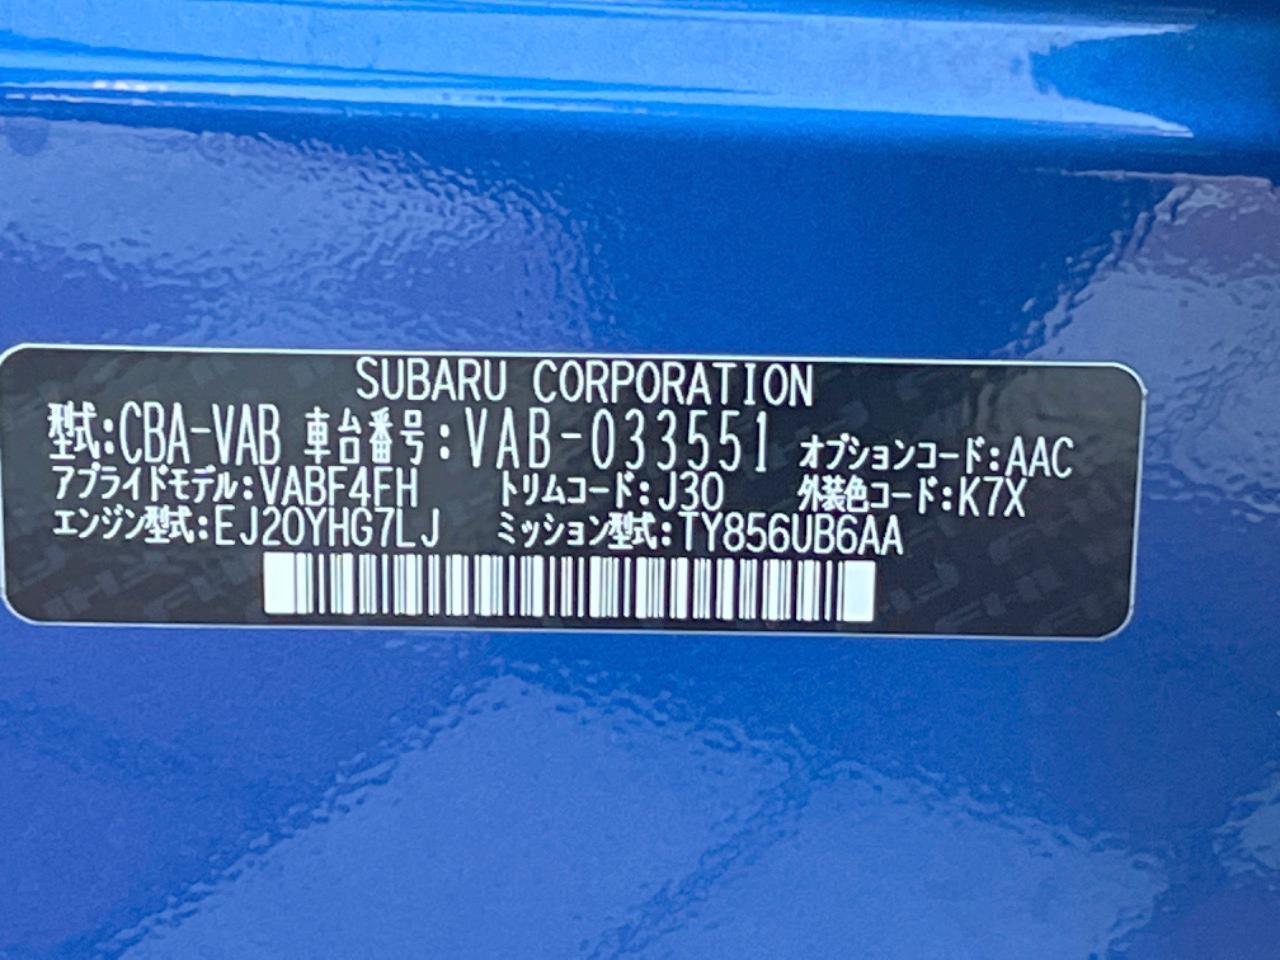 SUBARU CORPORATION
型式:CBA-VAB 車台番号:VAB-033551 オプションコード:AAC
アプライドモデル:VABF4FH トリムコード:J30 外装色コード:K7X
エンジン型式:EJ20YHG7LJ ミッション型式:TY856UB6AA